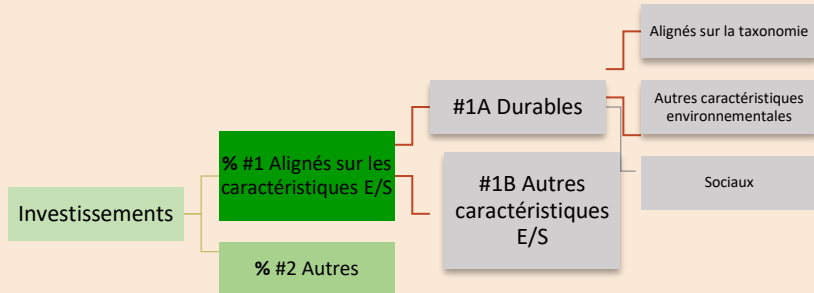 Investissements
% #1 Alignés sur les
caractéristiques E/S
% #2 Autres
#1A Durables
#1B Autres
caractéristiques
E/S
Alignés sur la taxonomie
Autres caractéristiques
environnementales
Sociaux